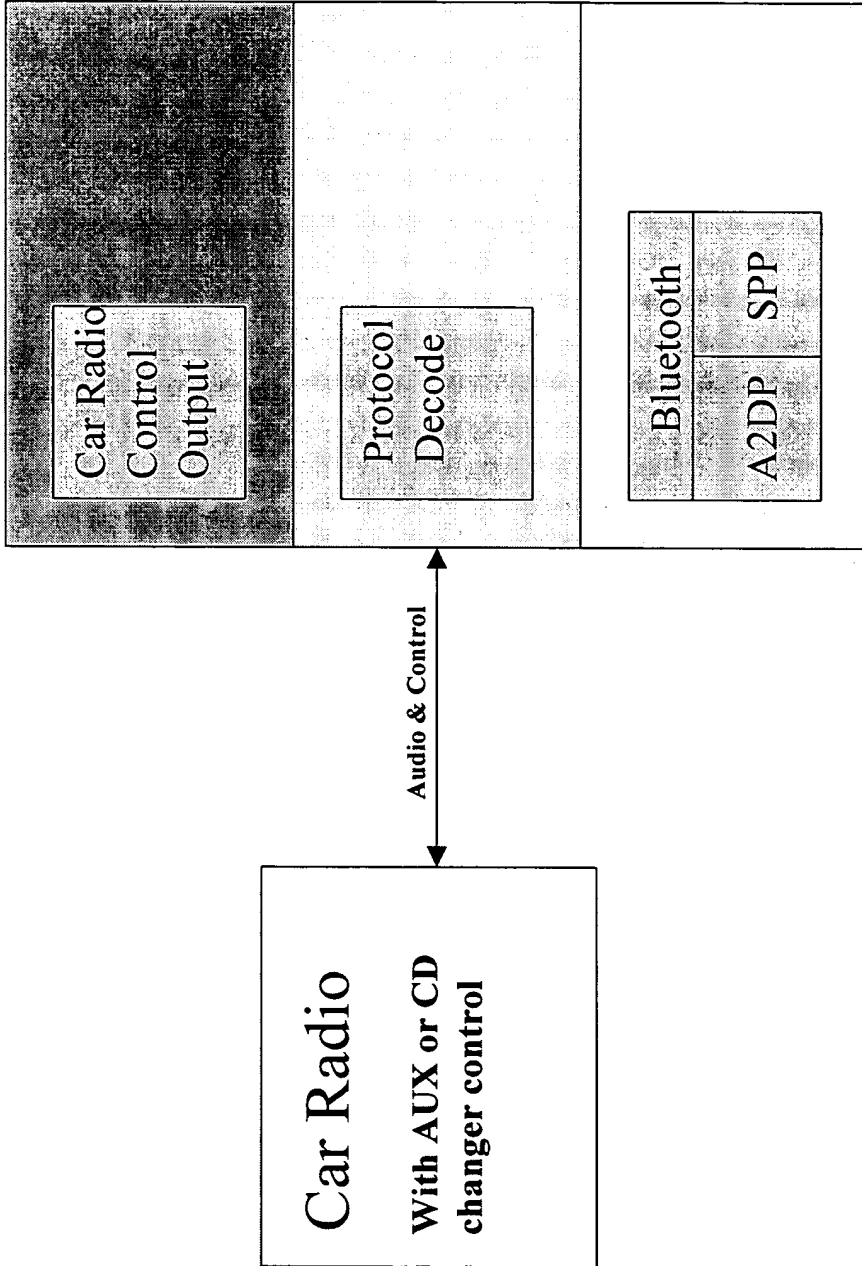 Car Radio
Control
Output
Protocol
Decode
Bluetooth
A2DP
SPP
Audio & Control
Car Radio
With AUX or CD
changer control